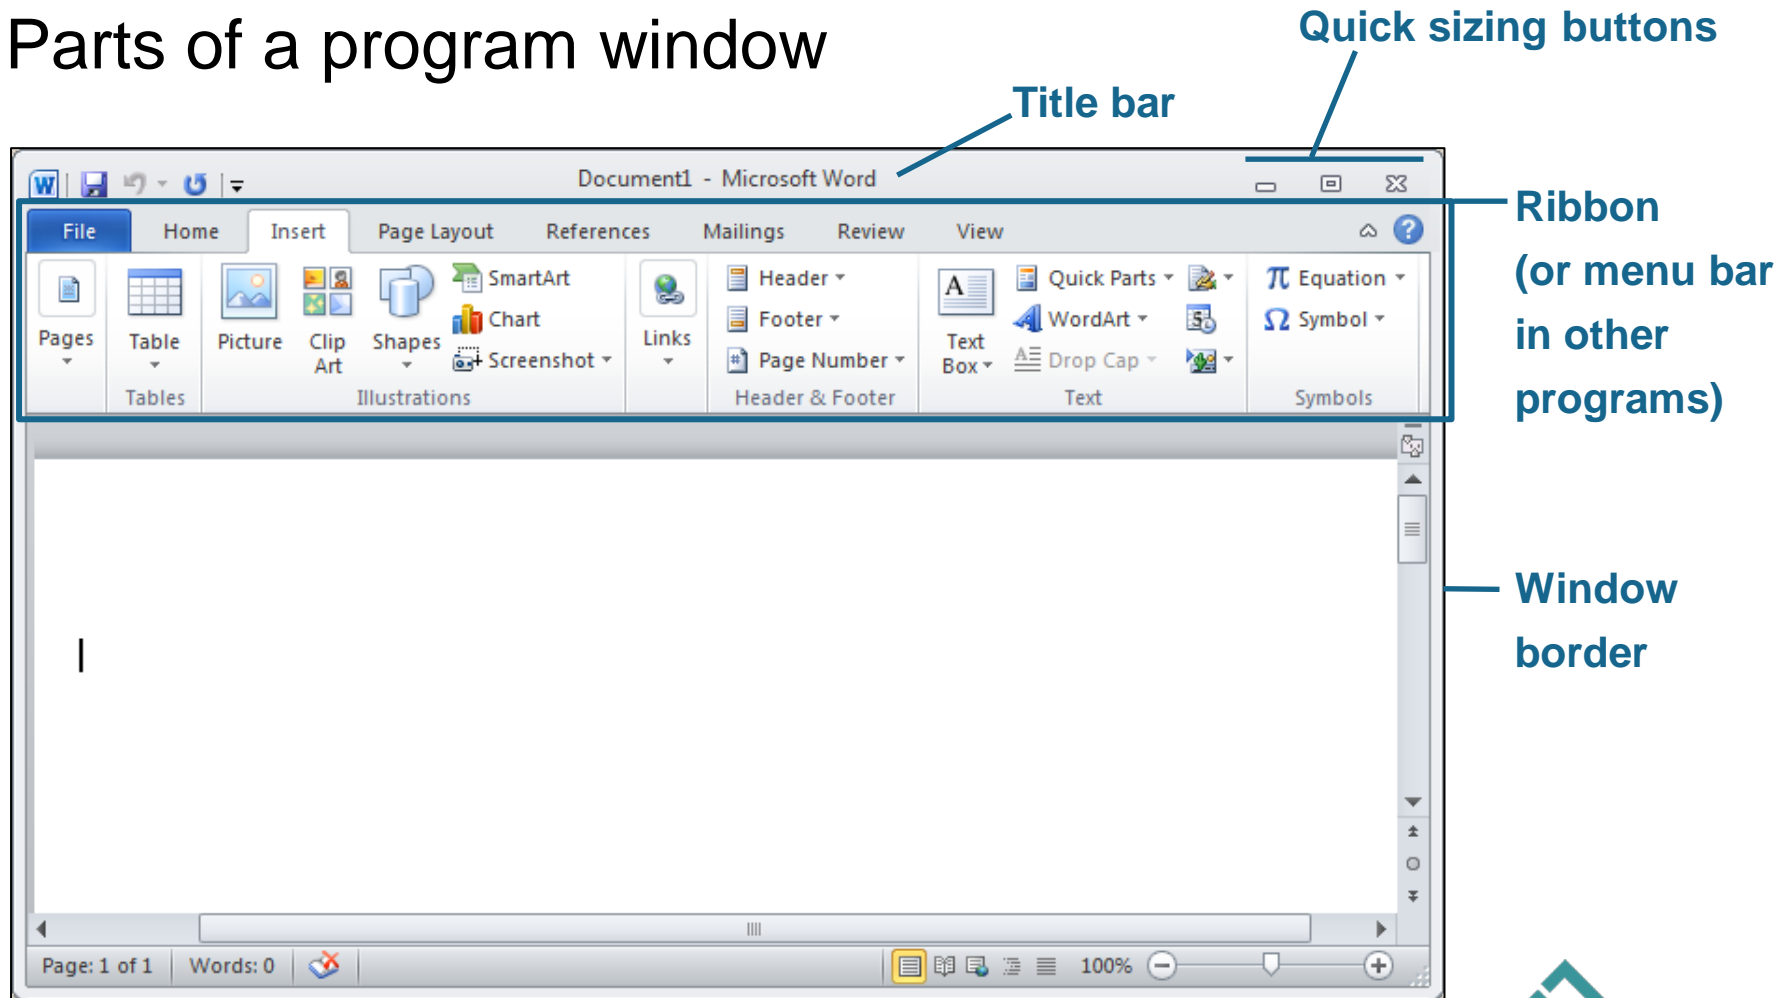 Parts of a program window
Quick sizing buttons
Title bar
Document1 - Microsoft Word
Ribbon
(or menu bar
in other
programs)
File Home Insert Page Layout References Mailings Review View
Pages
Table
Tables
Picture
Clip
Art
Shapes
SmartArt
Chart
Screenshot
Illustrations
Links
Header
Footer
Page Number
Header & Footer
Text
Box
Quick Parts
WordArt
Drop Cap
Text
π Equation
Ω Symbol
Symbols
Window
border
Page: 1 of 1 Words: 0 100%